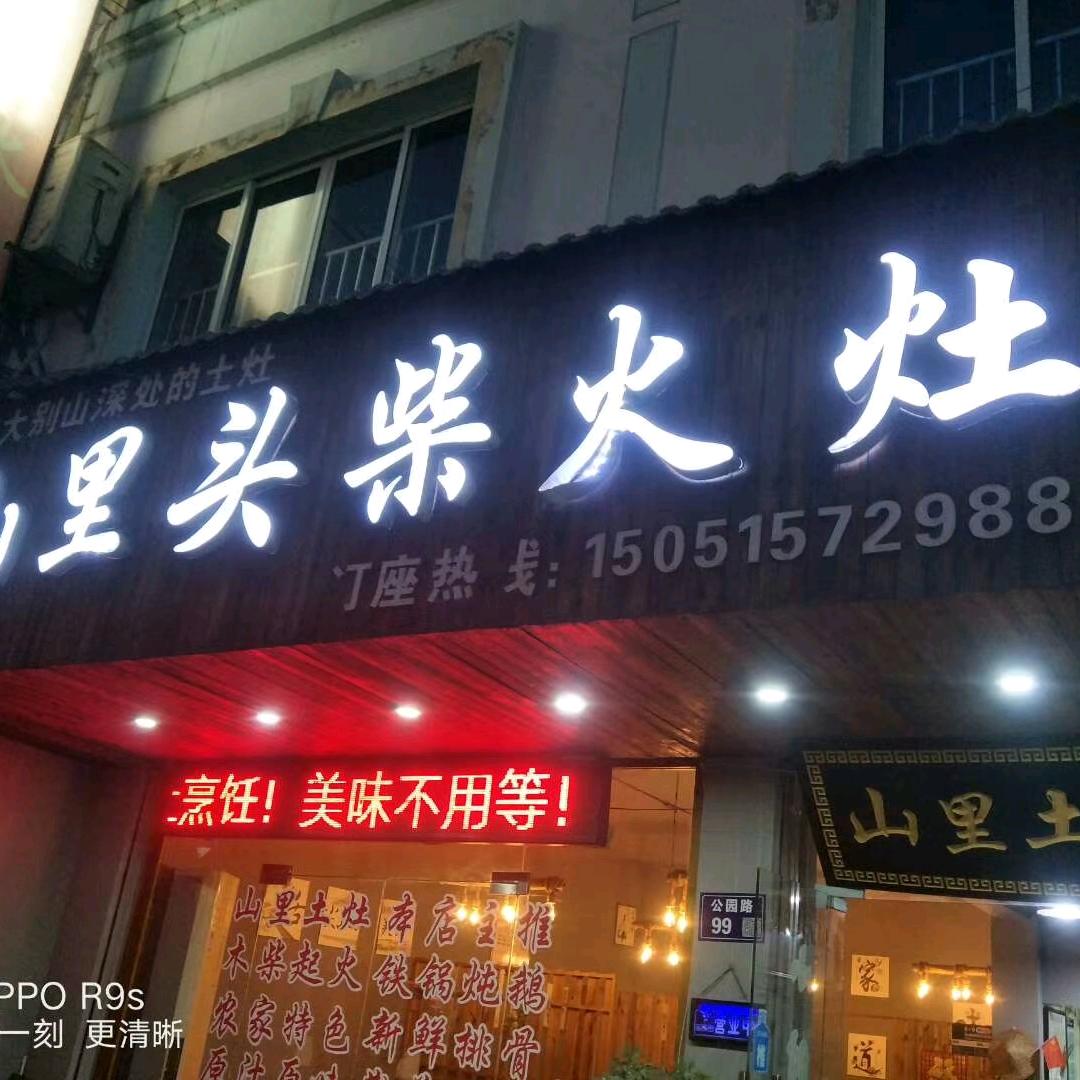 大别山深处的土灶
山里头柴火灶
订座热线: 15051572988
烹饪! 美味不用等!
山里土
山里土灶本店主推
木柴起火铁锅炖鹅
农家特色新鲜排骨
公园路
99
营业中
家
道
PPO R9s
一刻 更清晰